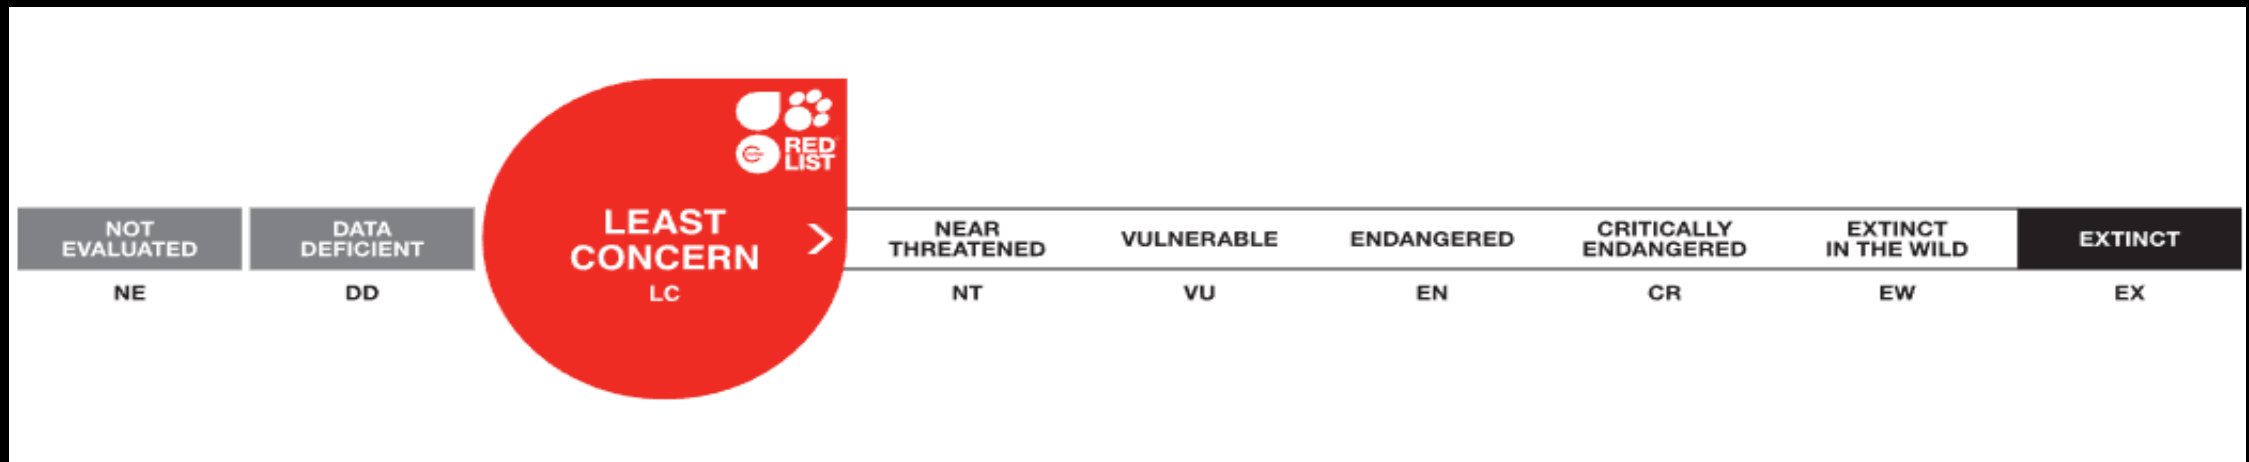 RED
LIST
NOT
EVALUATED
NE
DATA
DEFICIENT
DD
LEAST
CONCERN
LC
NEAR
THREATENED
NT
VULNERABLE
VU
ENDANGERED
EN
CRITICALLY
ENDANGERED
CR
EXTINCT
IN THE WILD
EW
EXTINCT
EX